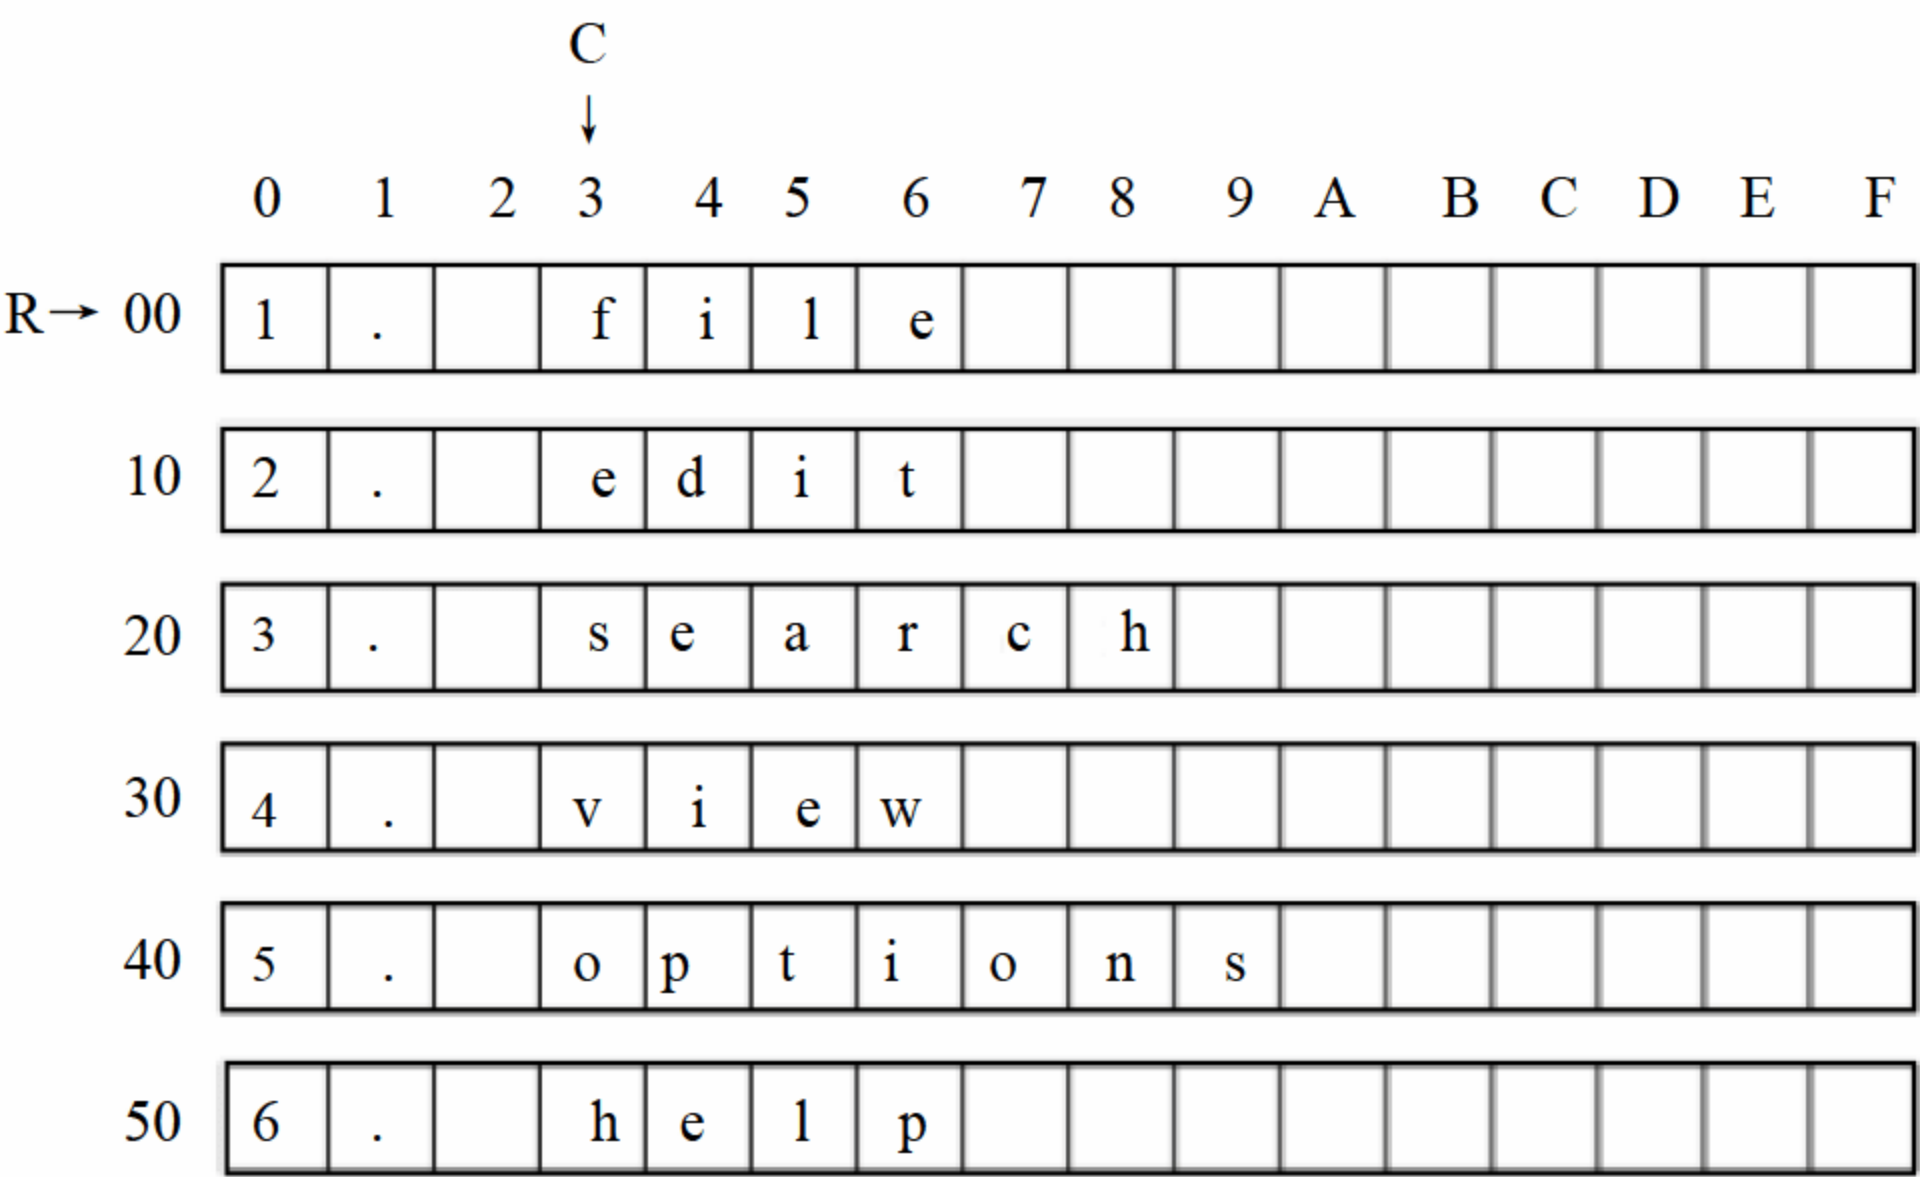 C
↓
0 1 2 3 4 5 6 7 8 9 A B C D E F
R→ 00 1 . f i l e
10 2 . e d i t
20 3 . s e a r c h
30 4 . v i e w
40 5 . o p t i o n s
50 6 . h e l p